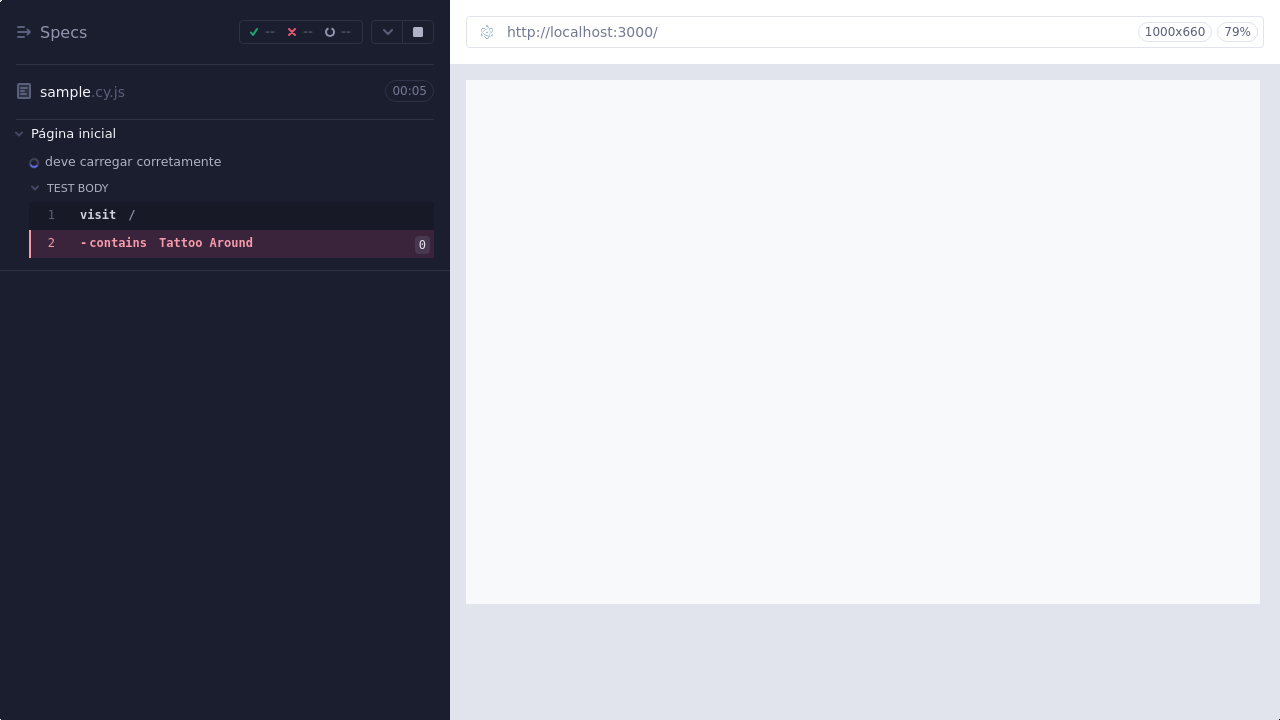 Specs
-- -- --
sample.cy.js 00:05
Página inicial
deve carregar corretamente
TEST BODY
1 visit /
2 -contains Tattoo Around 0
http://localhost:3000/ 1000x660 79%